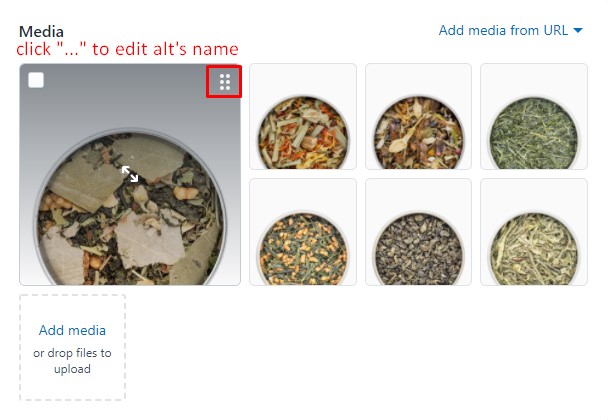 Media
Add media from URL
click "..." to edit alt's name
Add media
or drop files to
upload